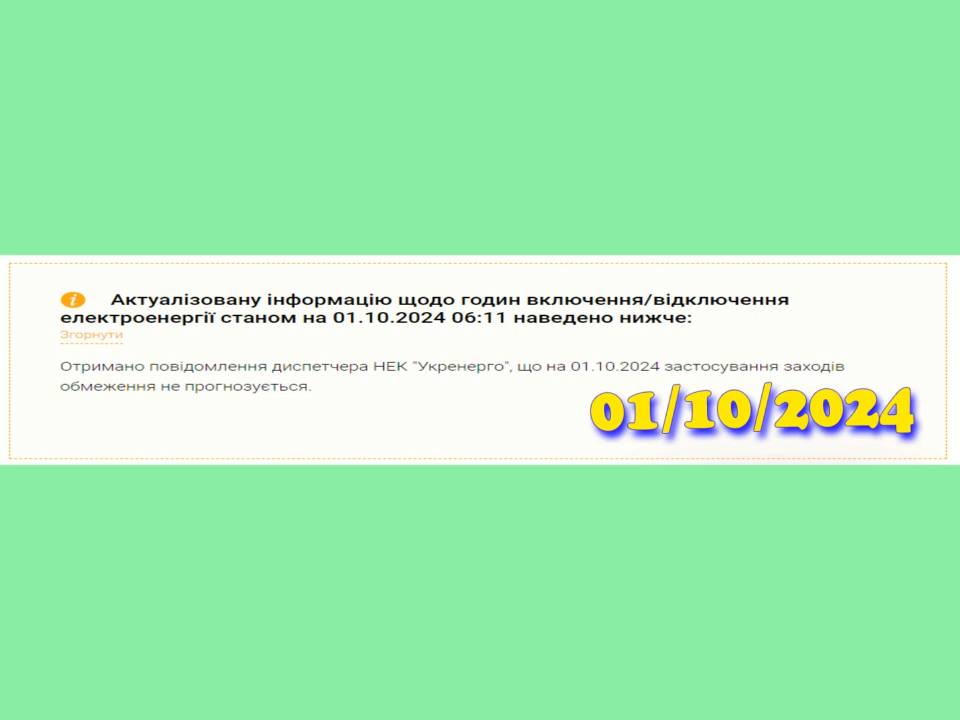 Актуалізовану інформацію щодо годин включення/відключення
електроенергії станом на 01.10.2024 06:11 наведено нижче:
Згорнути
Отримано повідомлення диспетчера НЕК "Укренерго", що на 01.10.2024 застосування заходів
обмеження не прогнозується.
01/10/2024